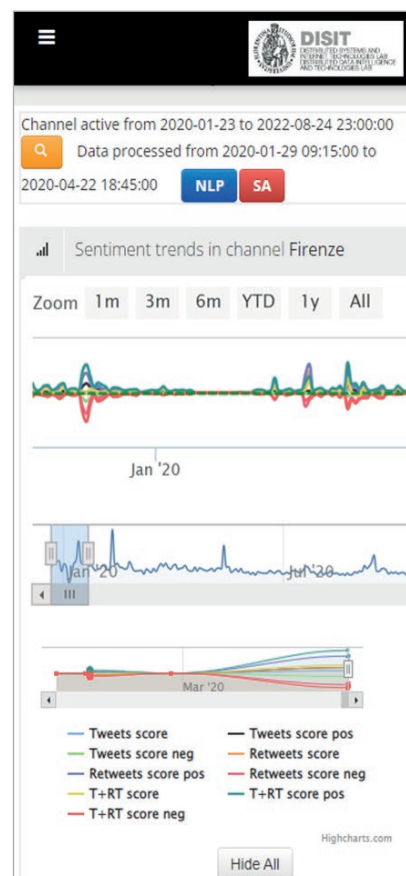 DISIT
DISTRIBUTED SYSTEMS AND
INTERNET TECHNOLOGIES LAB
DISTRIBUTED DATA INTELLIGENCE
AND TECHNOLOGIES LAB
Channel active from 2020-01-23 to 2022-08-24 23:00:00
Data processed from 2020-01-29 09:15:00 to
2020-04-22 18:45:00 NLP SA
Sentiment trends in channel Firenze
Zoom 1m 3m 6m YTD 1y All
Jan '20
Jan '20 Jul '20
Mar '20
Tweets score Tweets score pos
Tweets score neg Retweets score
Retweets score pos Retweets score neg
T+RT score T+RT score pos
T+RT score neg
Highcharts.com
Hide All